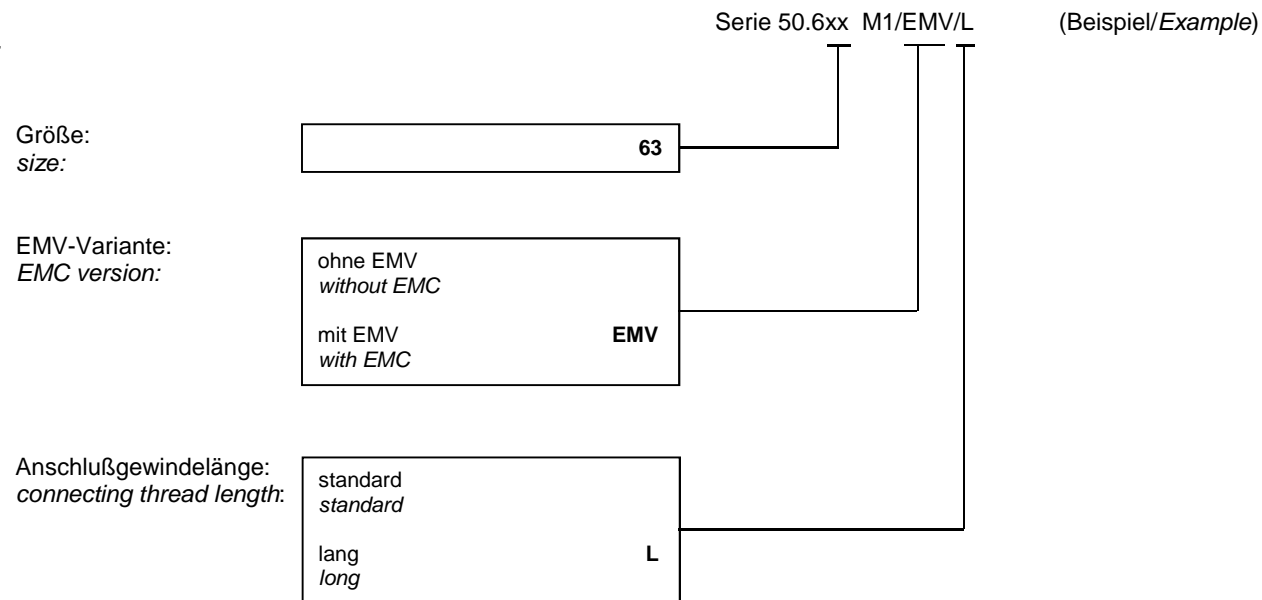 Serie 50.6xx M1/EMV/L (Beispiel/Example)
Größe:
size:
63
EMV-Variante:
EMC version:
ohne EMV
without EMC
mit EMV EMV
with EMC
Anschlußgewindelänge:
connecting thread length:
standard
standard
lang L
long